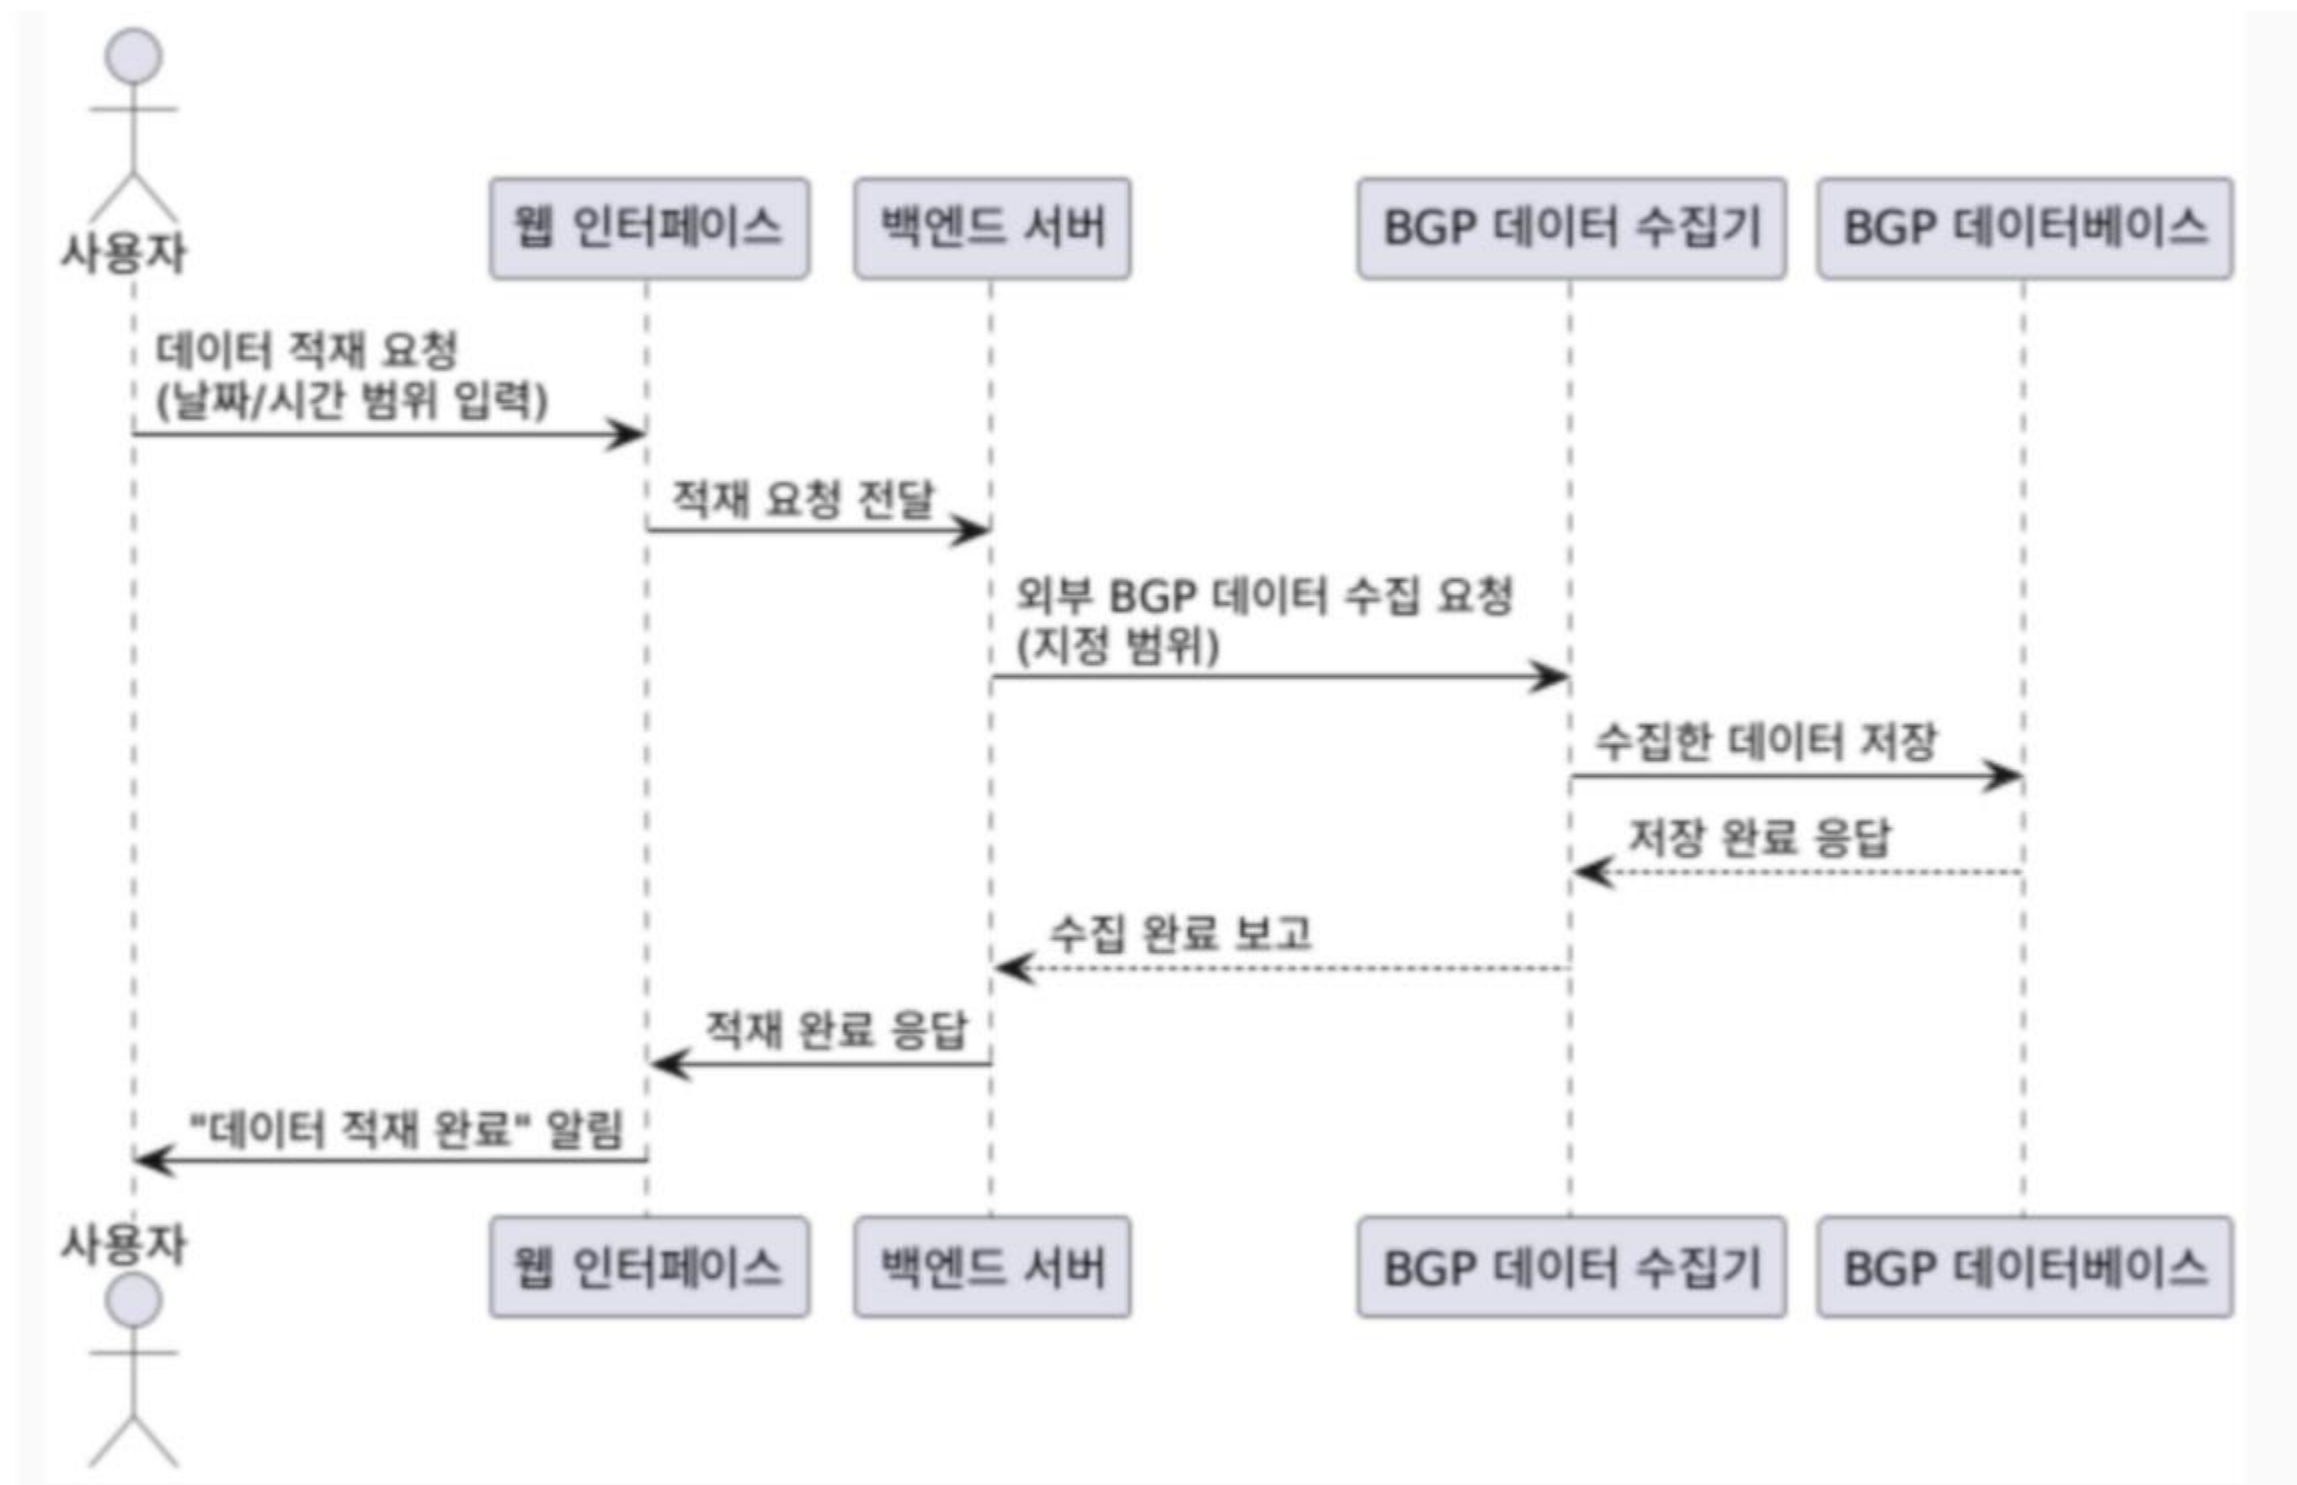 사용자
웹 인터페이스
백엔드 서버
BGP 데이터 수집기
BGP 데이터베이스
데이터 적재 요청
(날짜/시간 범위 입력)
적재 요청 전달
외부 BGP 데이터 수집 요청
(지정 범위)
수집한 데이터 저장
저장 완료 응답
수집 완료 보고
적재 완료 응답
"데이터 적재 완료" 알림
사용자
웹 인터페이스
백엔드 서버
BGP 데이터 수집기
BGP 데이터베이스